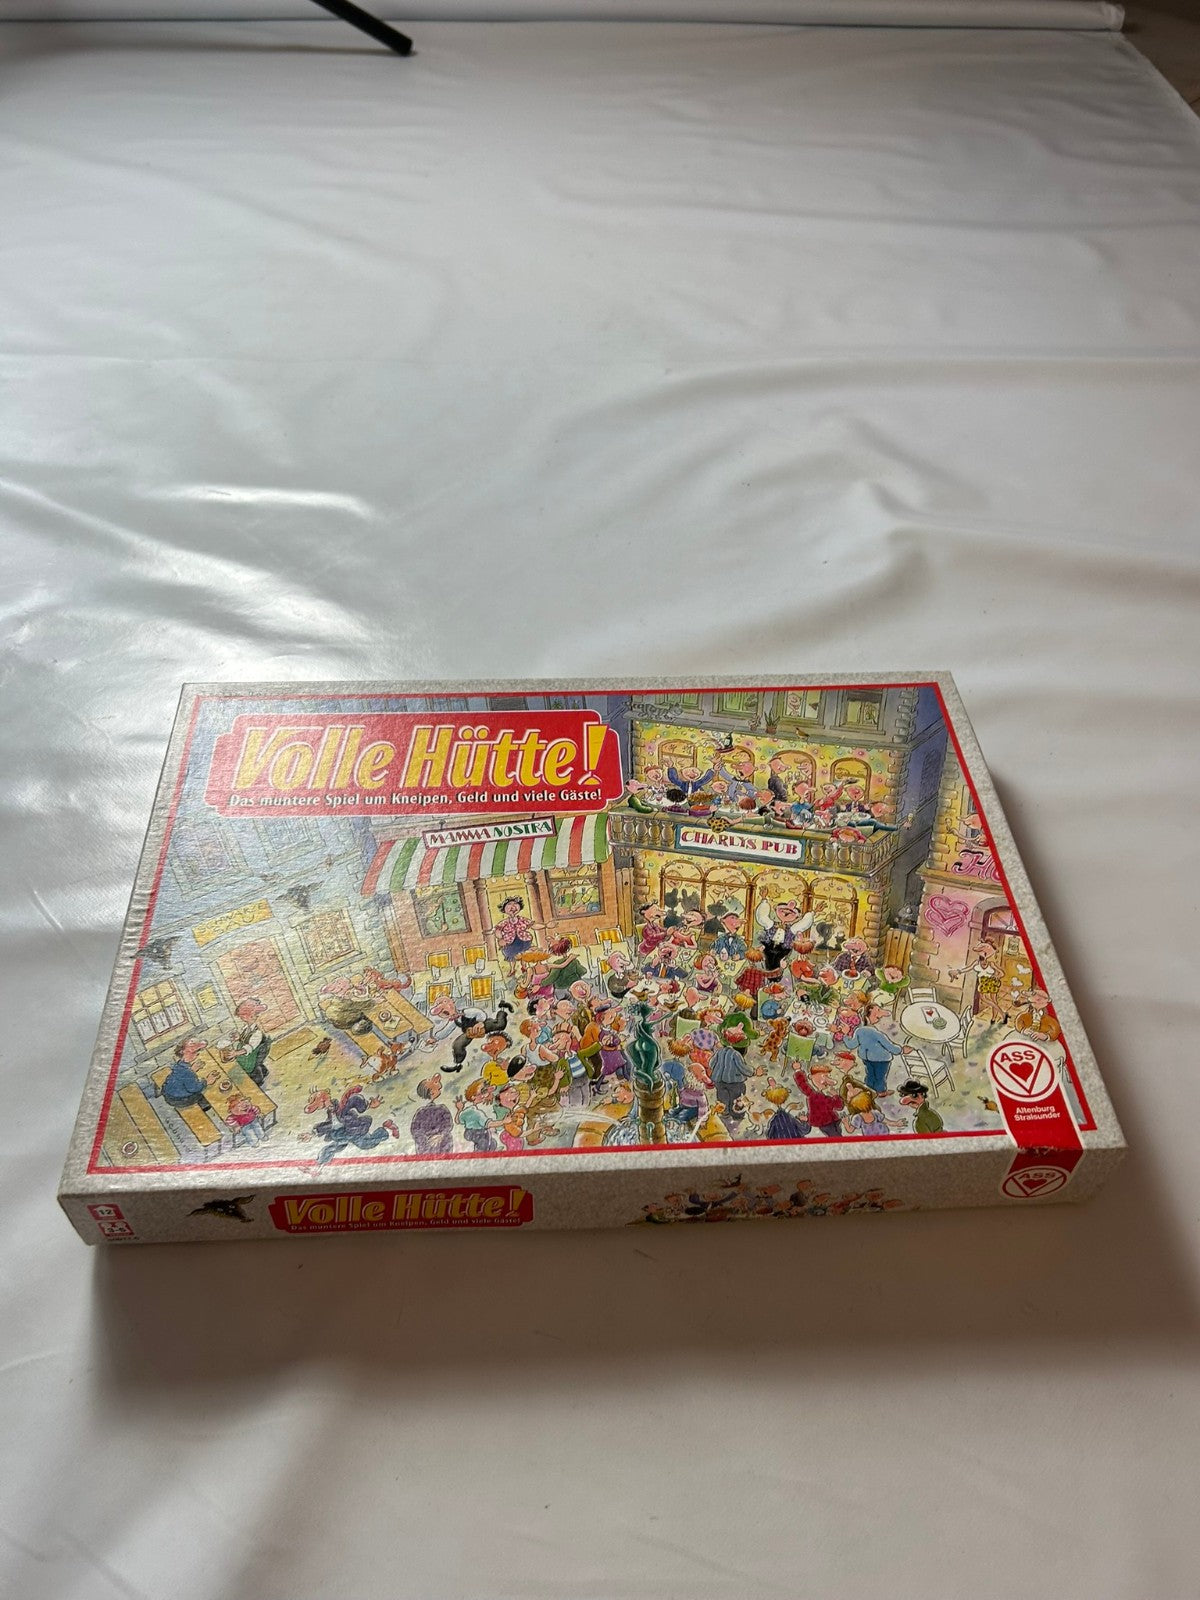 Volle Hütte!
Das muntere Spiel um Kneipen, Geld und viele Gäste!
MAMMA NOSTRA
CHARLYS PUB
ASS
Altenburg
Stralsunder
ASS
12
Volle Hütte!
Das muntere Spiel um Kneipen, Geld und viele Gäste!